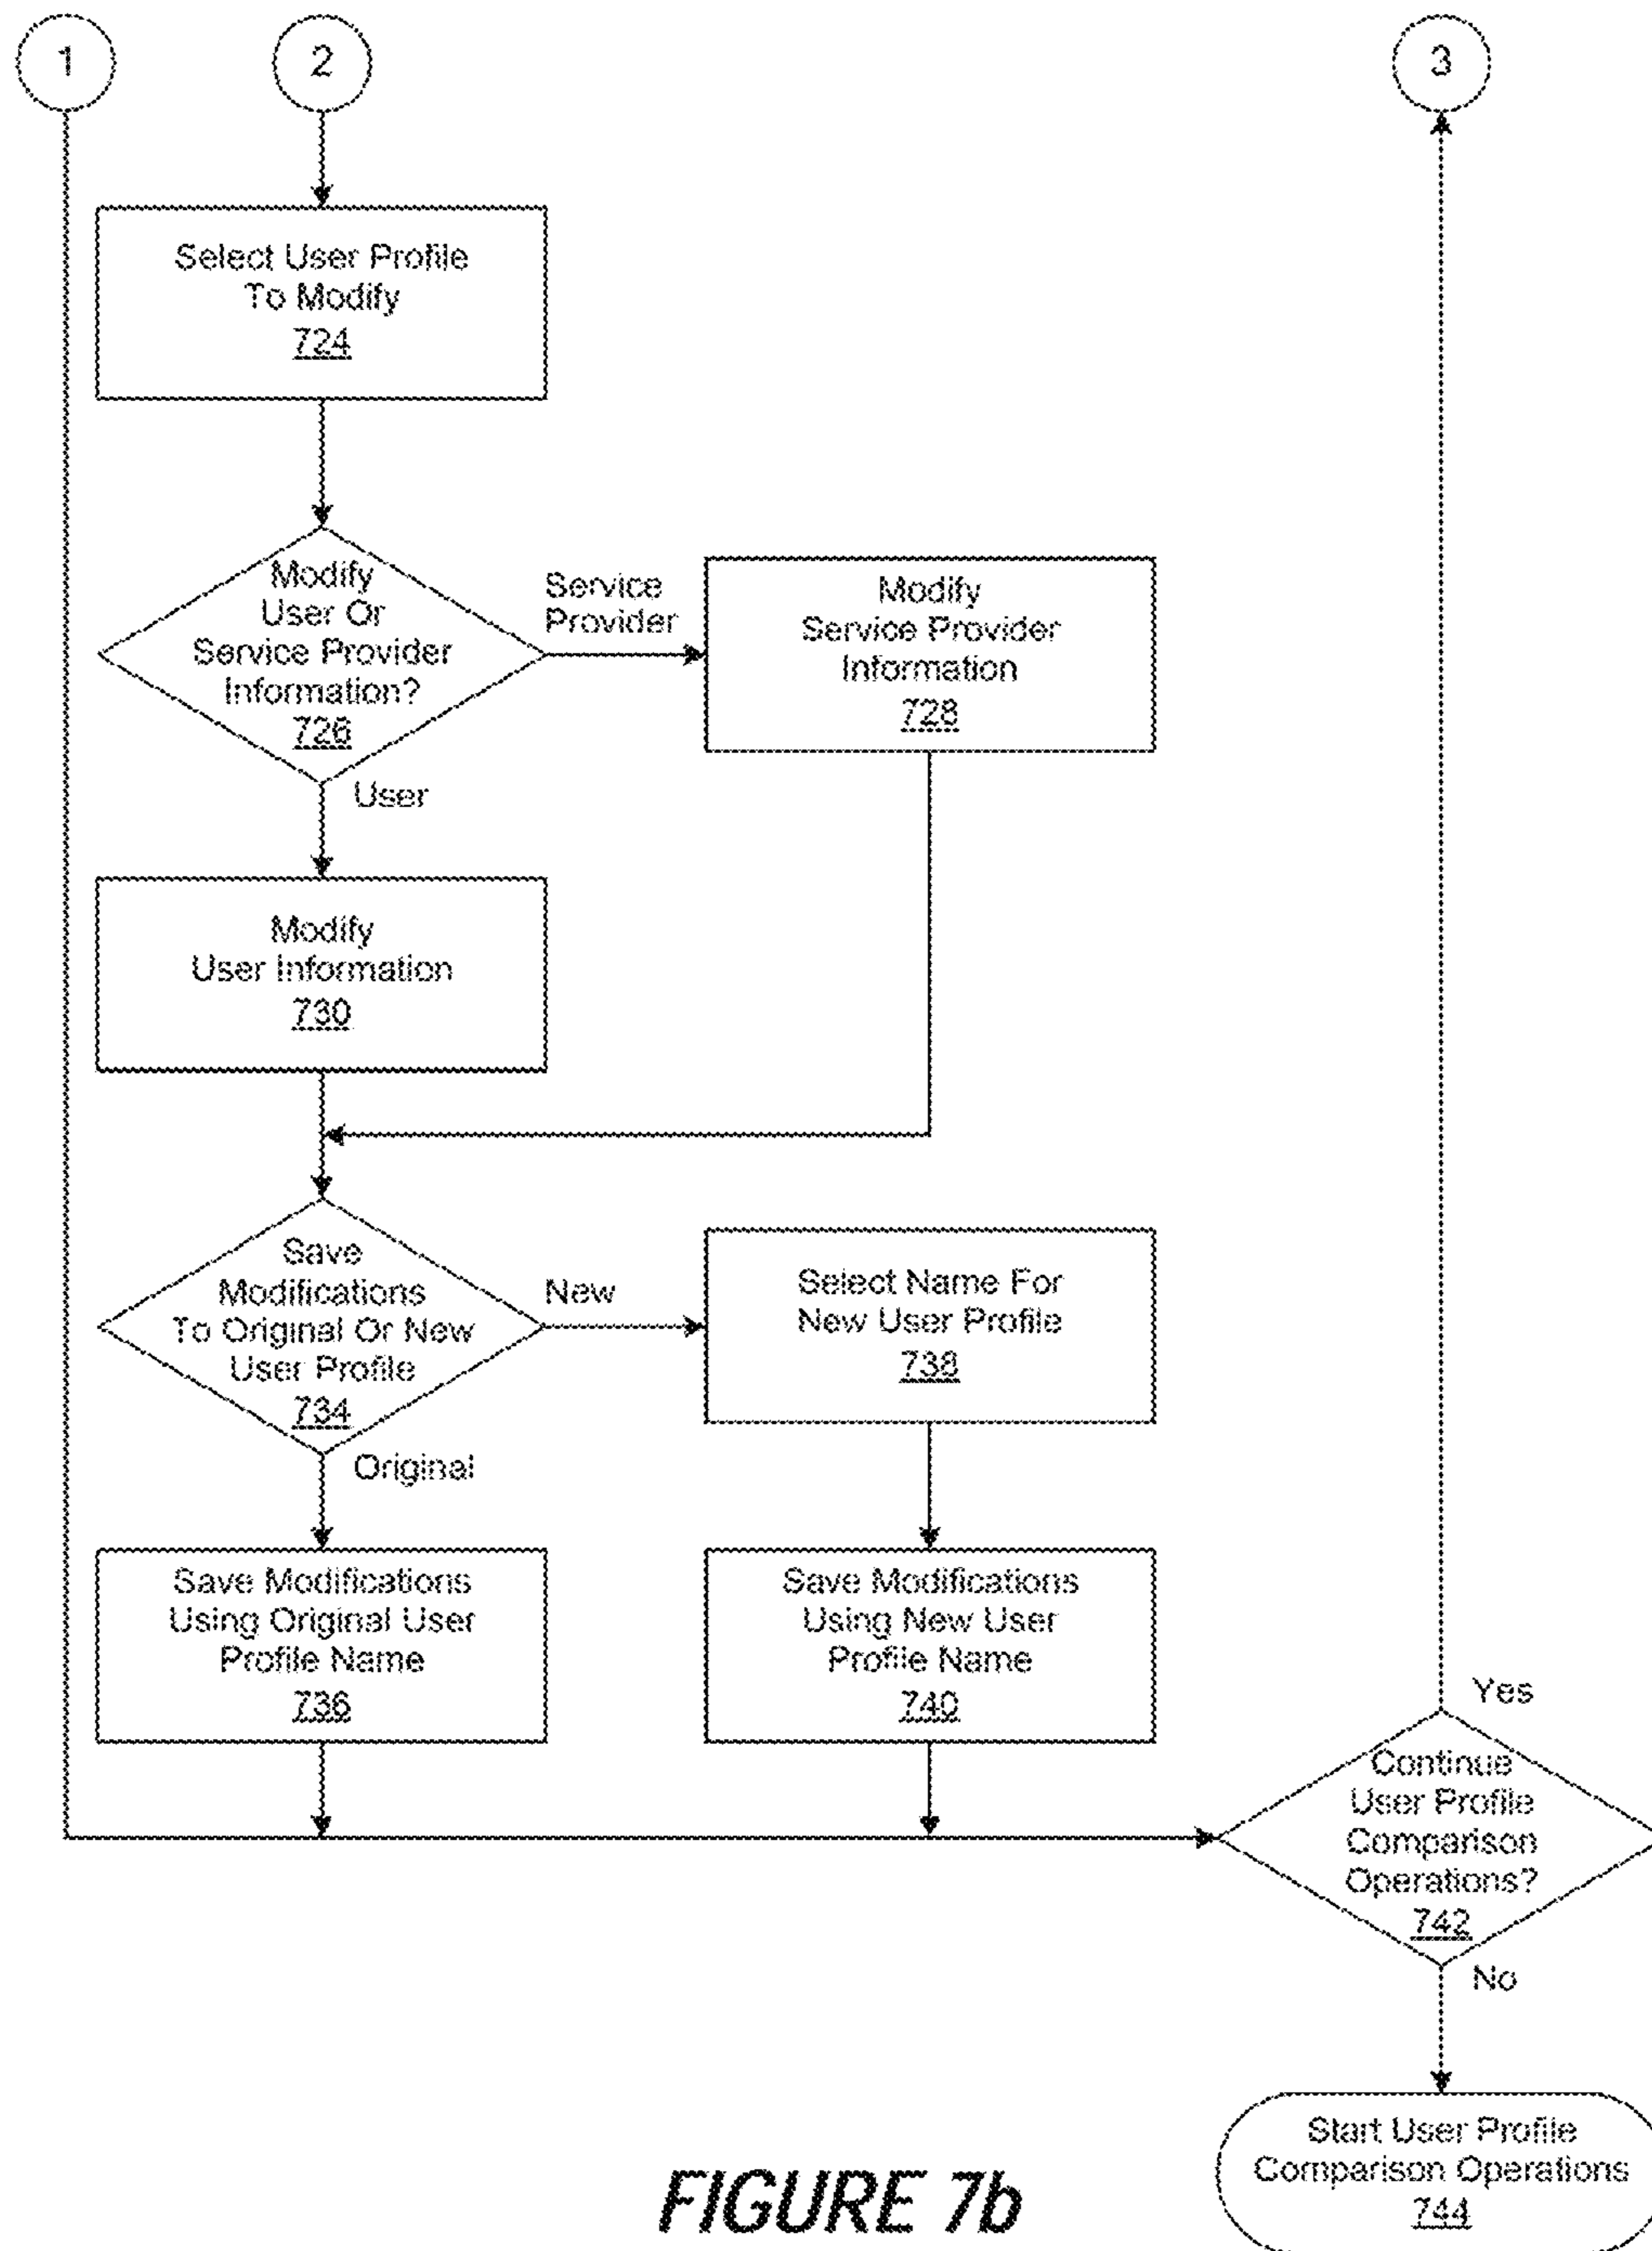 1
2
3
Select User Profile
To Modify
724
Modify
User Or
Service Provider
Information?
726
Service
Provider
Modify
Service Provider
Information
728
User
Modify
User Information
730
Save
Modifications
To Original Or New
User Profile
734
New
Select Name For
New User Profile
738
Original
Save Modifications
Using Original User
Profile Name
736
Save Modifications
Using New User
Profile Name
740
Yes
Continue
User Profile
Comparison
Operations?
742
No
Start User Profile
Comparison Operations
744
FIGURE 7b